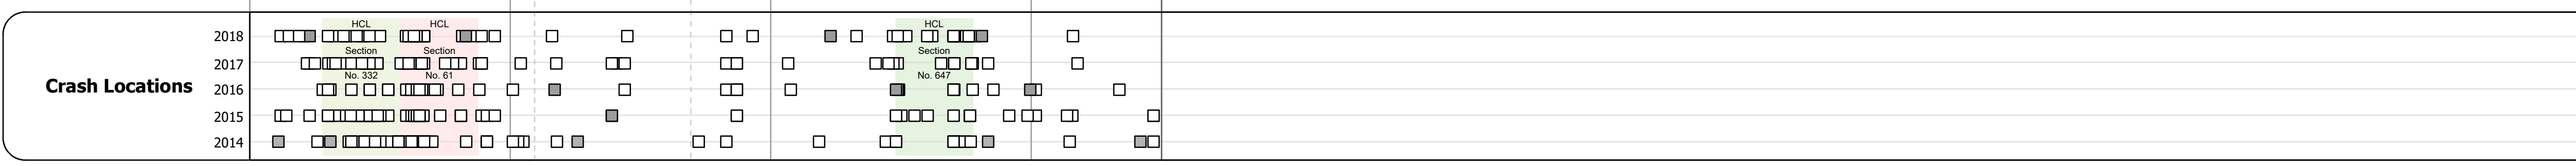 Crash Locations
2018
2017
2016
2015
2014
HCL
Section
No. 332
HCL
Section
No. 61
HCL
Section
No. 647